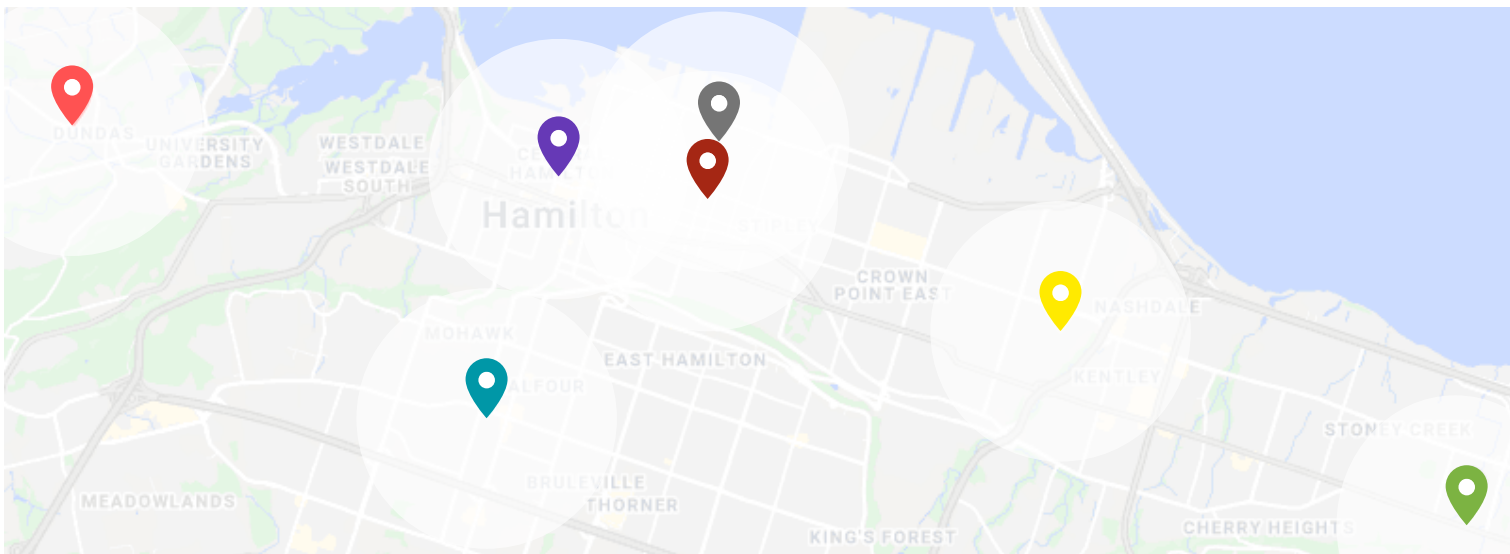 DUNDAS
UNIVERSITY
GARDENS
WESTDALE
WESTDALE
SOUTH
Hamilton
CROWN
POINT EAST
NASHDALE
MOHAWK
EAST HAMILTON
KENTLEY
STONEY CREEK
BRULEVILLE
THORNER
MEADOWLANDS
CHERRY HEIGHTS
KING'S FOREST